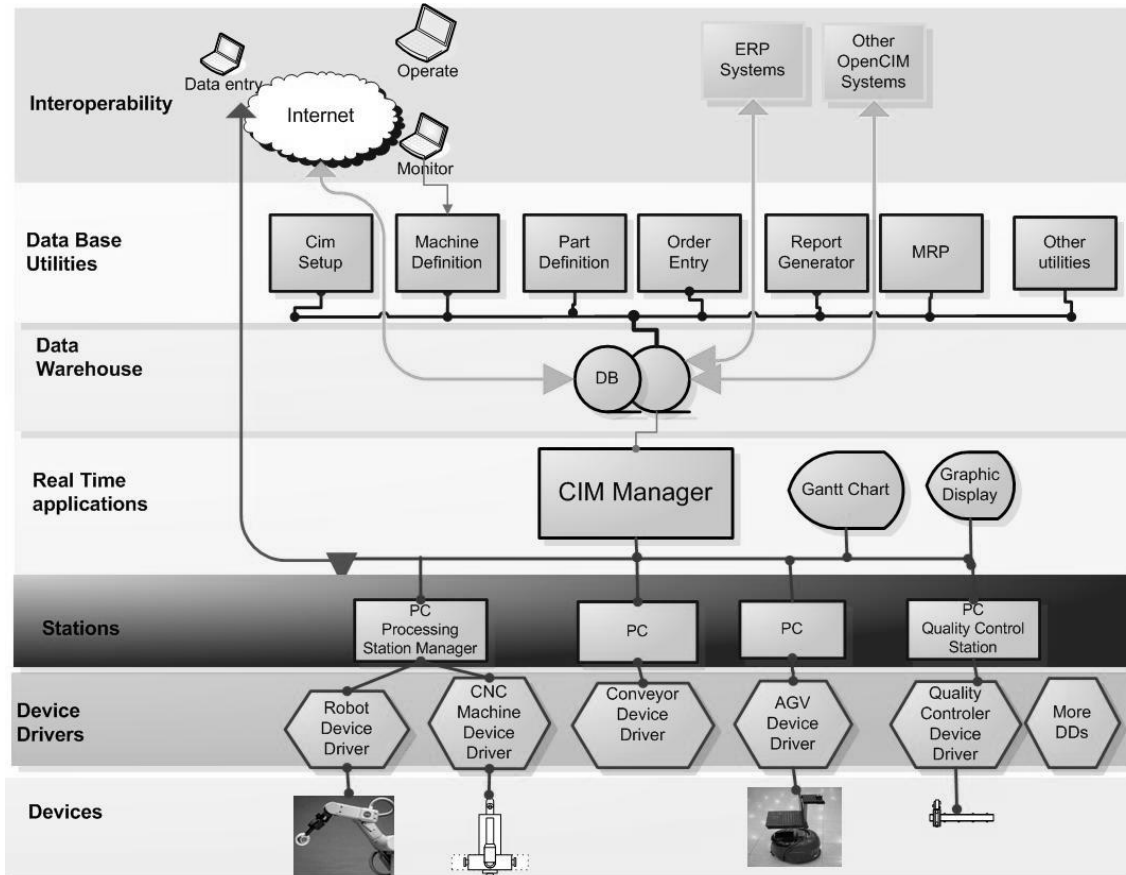 Data entry
Operate
Interoperability
Internet
Monitor
ERP
Systems
Other
OpenCIM
Systems
Data Base
Utilities
Cim
Setup
Machine
Definition
Part
Definition
Order
Entry
Report
Generator
MRP
Other
utilities
Data
Warehouse
DB
Real Time
applications
CIM Manager
Gantt Chart
Graphic
Display
Stations
PC
Processing
Station Manager
PC
PC
PC
Quality Control
Station
Device
Drivers
Robot
Device
Driver
CNC
Machine
Device
Driver
Conveyor
Device
Driver
AGV
Device
Driver
Quality
Controler
Device
Driver
More
DDs
Devices